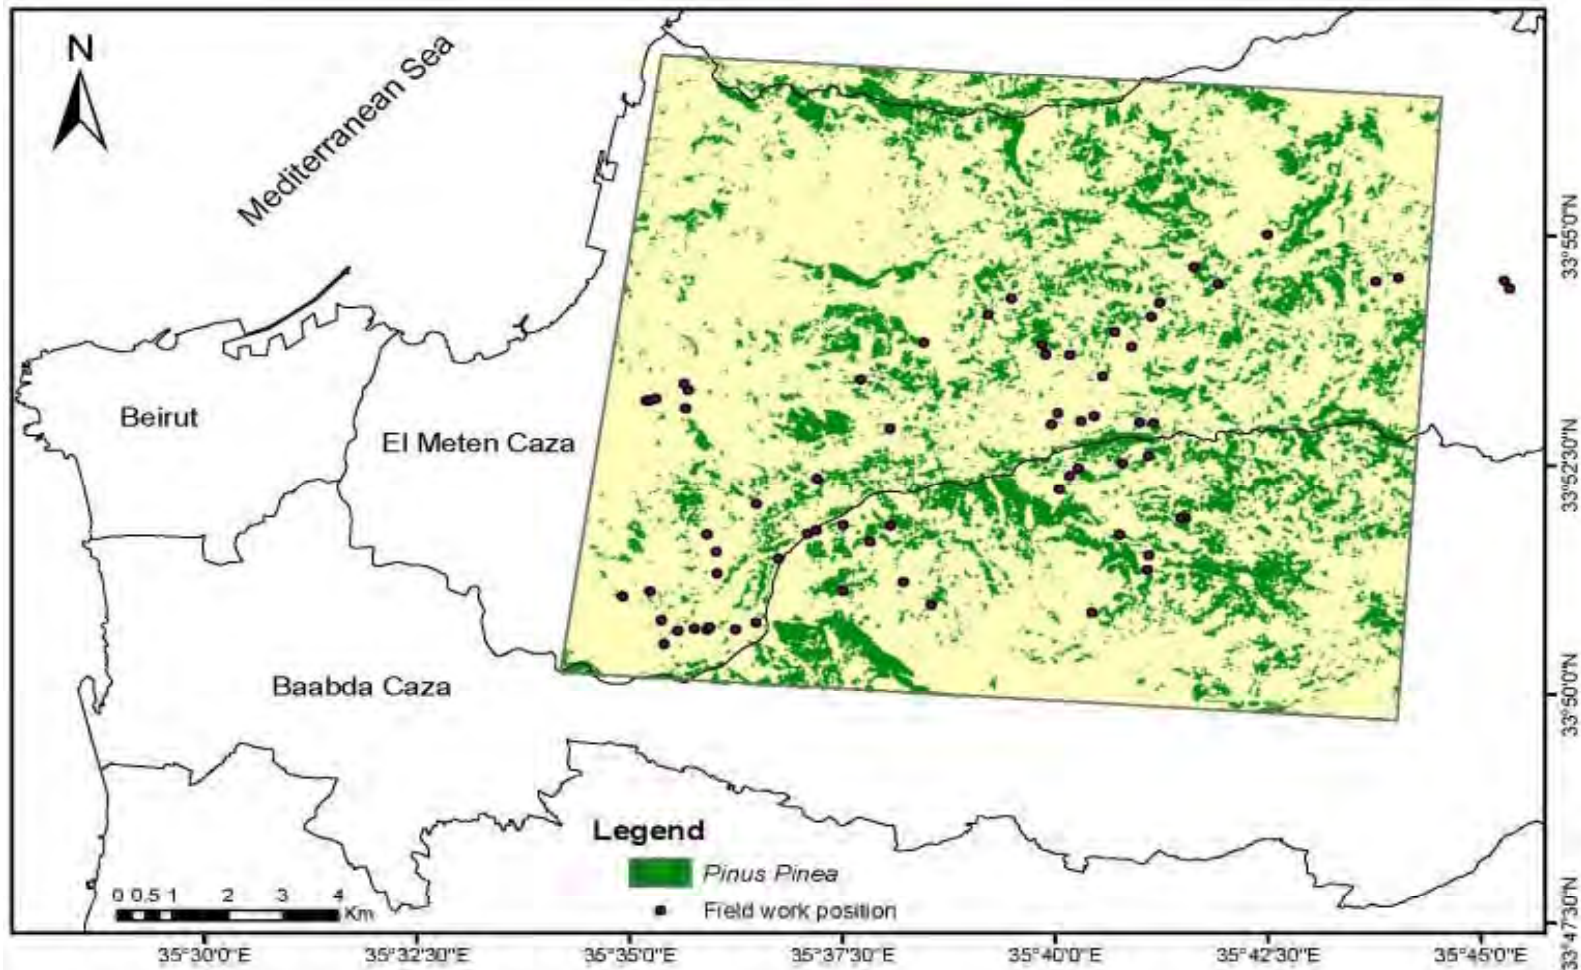 N
Mediterranean Sea
Beirut
El Meten Caza
Baabda Caza
Legend
Pinus Pinea
Field work position
0 0,5 1 2 3 4
Km
33°55'0"N
33°52'30"N
33°50'0"N
33°47'30"N
35°30'0"E 35°32'30"E 35°35'0"E 35°37'30"E 35°40'0"E 35°42'30"E 35°45'0"E